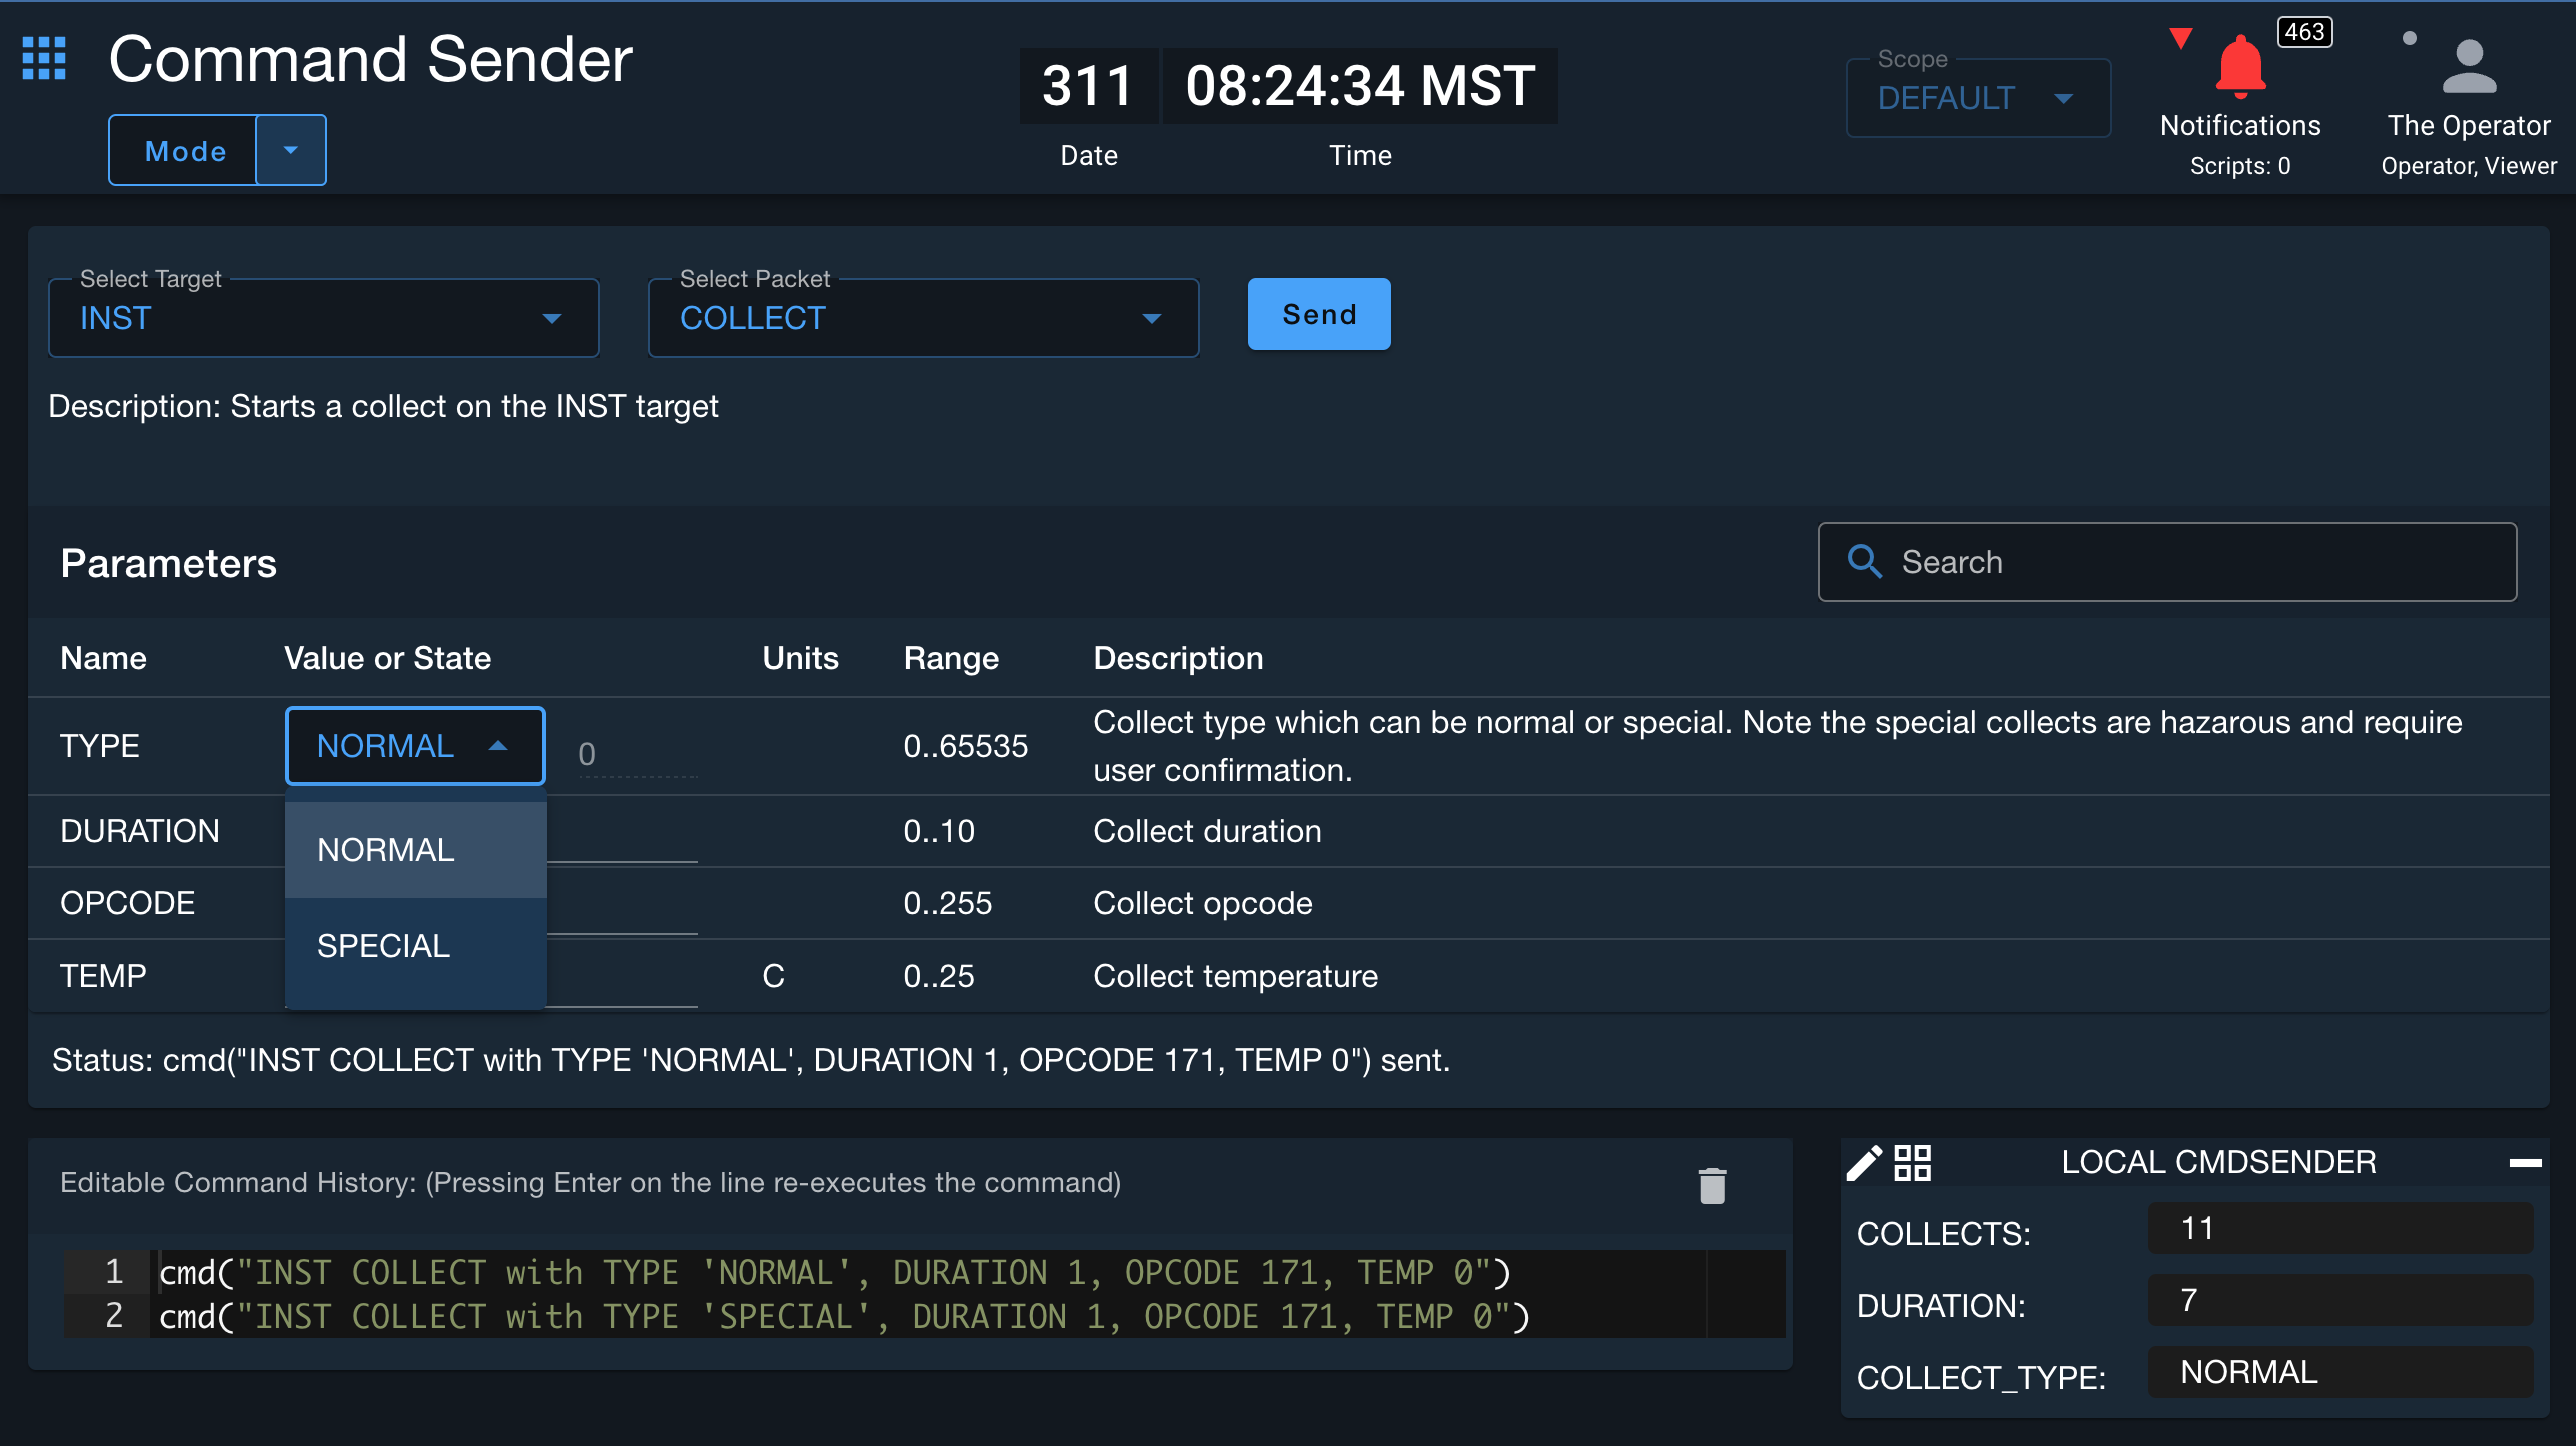 Command Sender
Mode
311
08:24:34 MST
Date
Time
Scope
DEFAULT
463
Notifications
Scripts: 0
The Operator
Operator, Viewer
Select Target
INST
Select Packet
COLLECT
Send
Description: Starts a collect on the INST target
Parameters
Search
Name Value or State Units Range Description
TYPE NORMAL 0 0..65535 Collect type which can be normal or special. Note the special collects are hazarous and require
user confirmation.
DURATION 0..10 Collect duration
NORMAL
OPCODE 0..255 Collect opcode
SPECIAL
TEMP C 0..25 Collect temperature
Status: cmd("INST COLLECT with TYPE 'NORMAL', DURATION 1, OPCODE 171, TEMP 0") sent.
Editable Command History: (Pressing Enter on the line re-executes the command)
1 cmd("INST COLLECT with TYPE 'NORMAL', DURATION 1, OPCODE 171, TEMP 0")
2 cmd("INST COLLECT with TYPE 'SPECIAL', DURATION 1, OPCODE 171, TEMP 0")
LOCAL CMDSENDER
COLLECTS: 11
DURATION: 7
COLLECT_TYPE: NORMAL